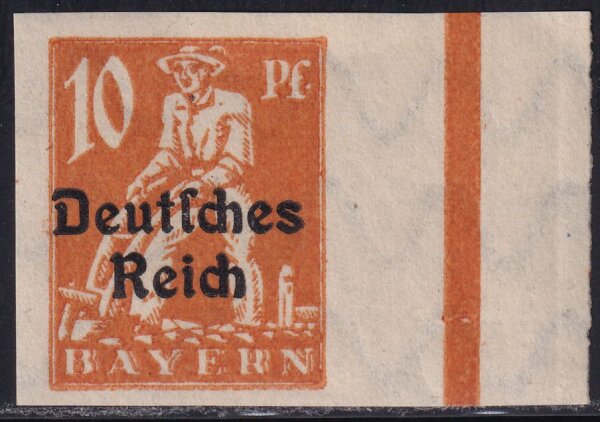 10 Pf.
Deutſches
Reich
BAYERN